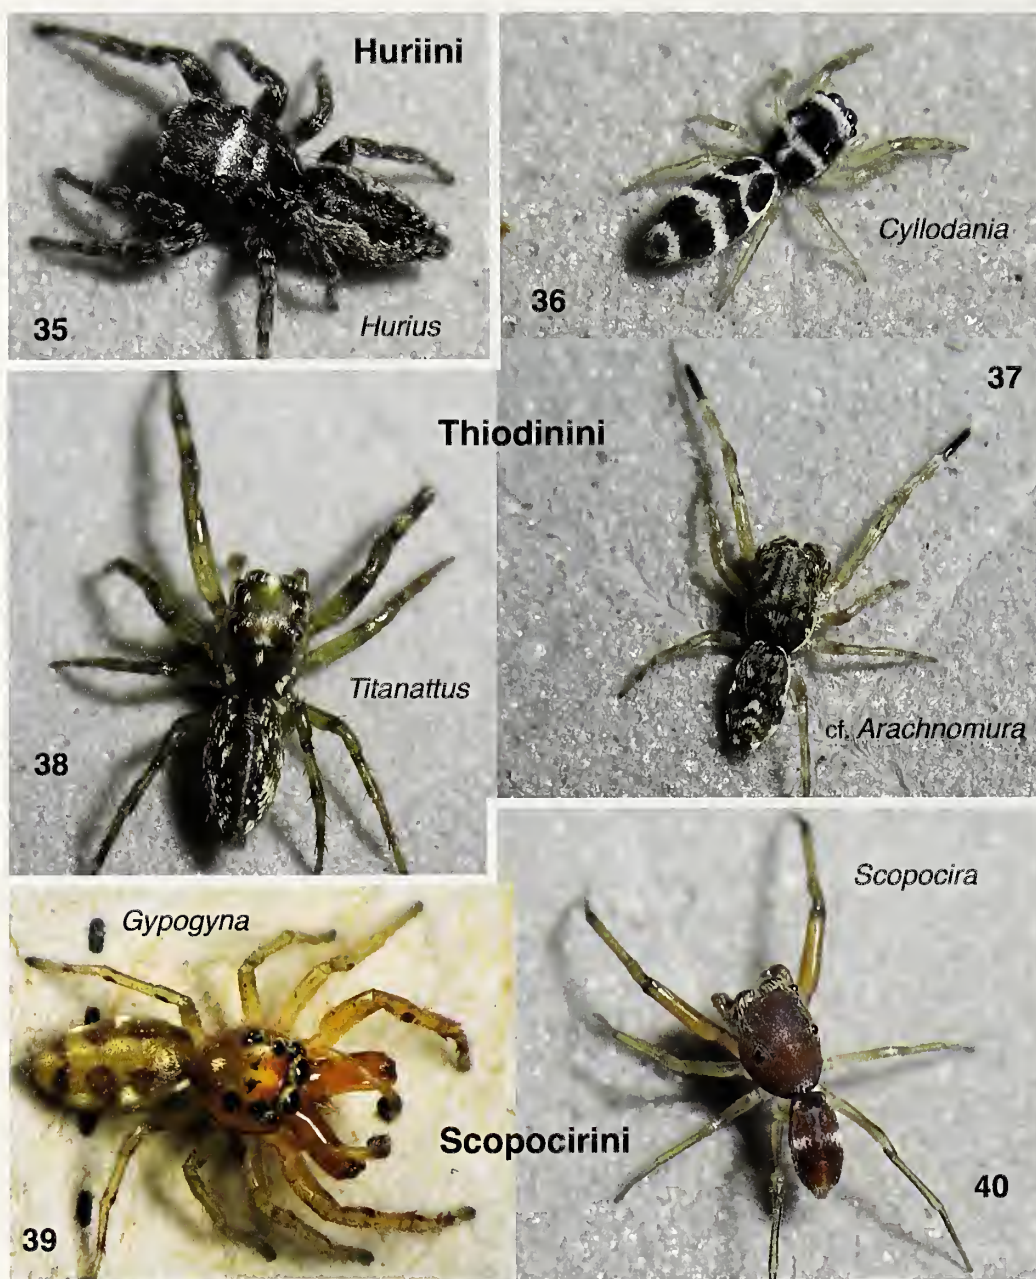 Huriini
35
Hurius
Cyllodania
36
37
Thiodinini
Titanattus
38
cf. Arachnomura
Gypogyna
Scopocira
Scopocirini
39
40